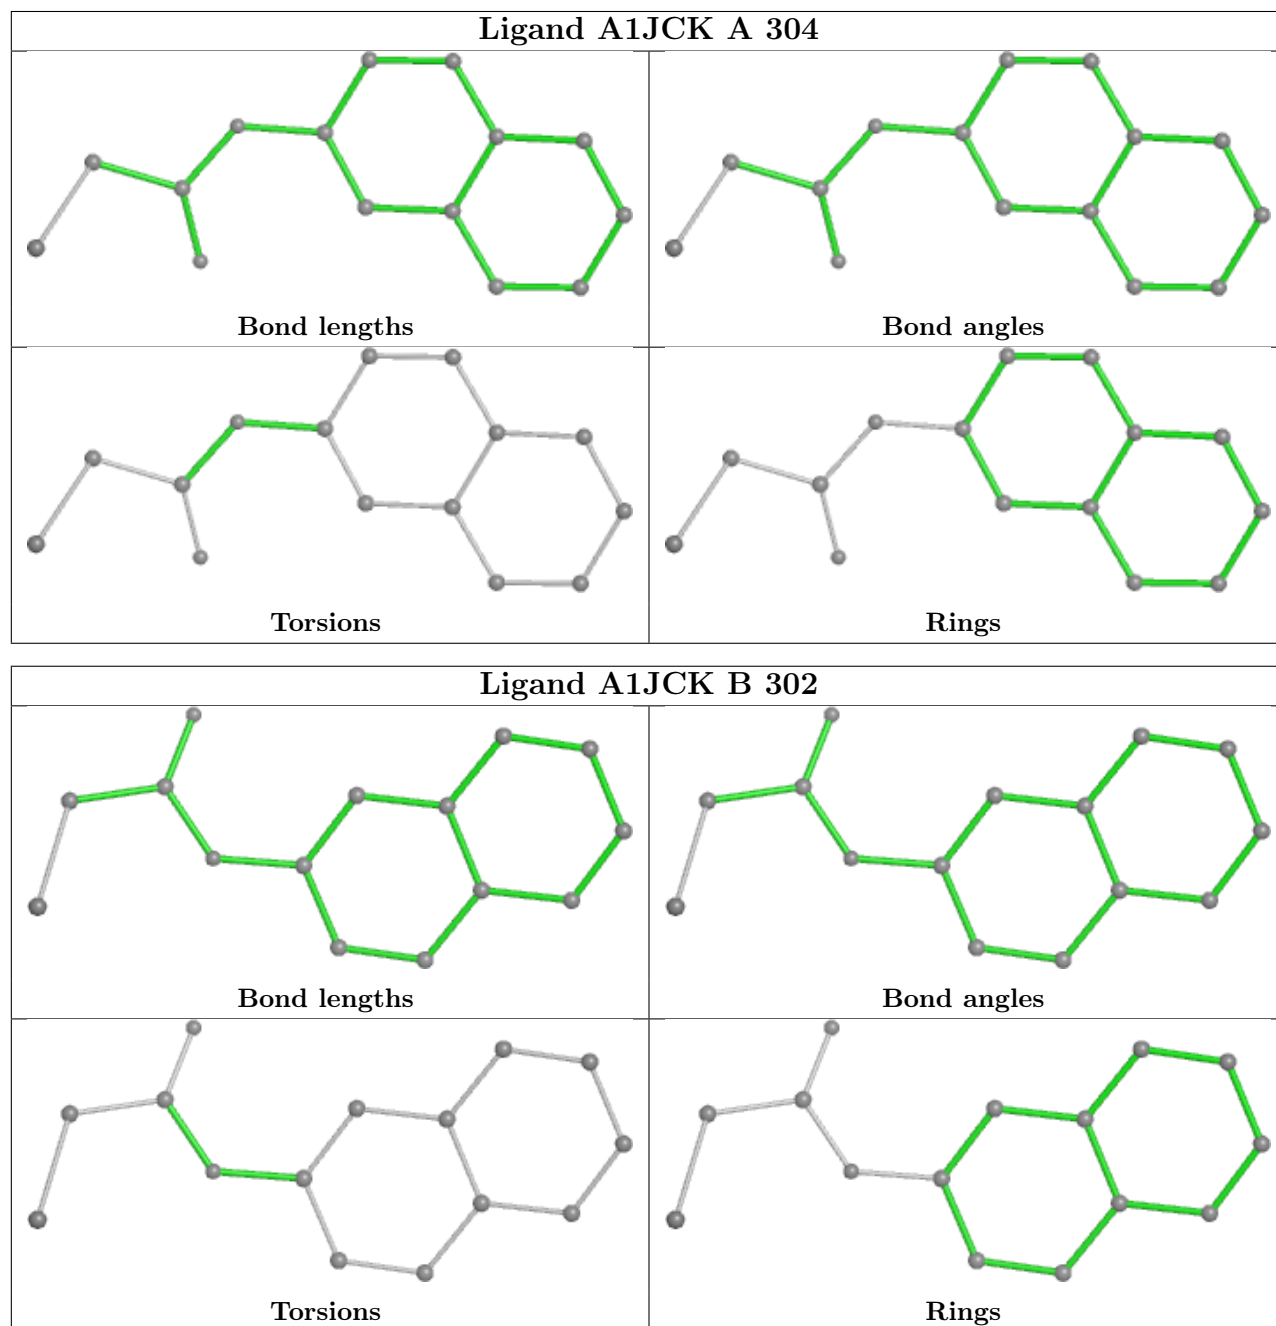 Ligand A1JCK A 304
Bond lengths
Bond angles
Torsions
Rings
Ligand A1JCK B 302
Bond lengths
Bond angles
Torsions
Rings